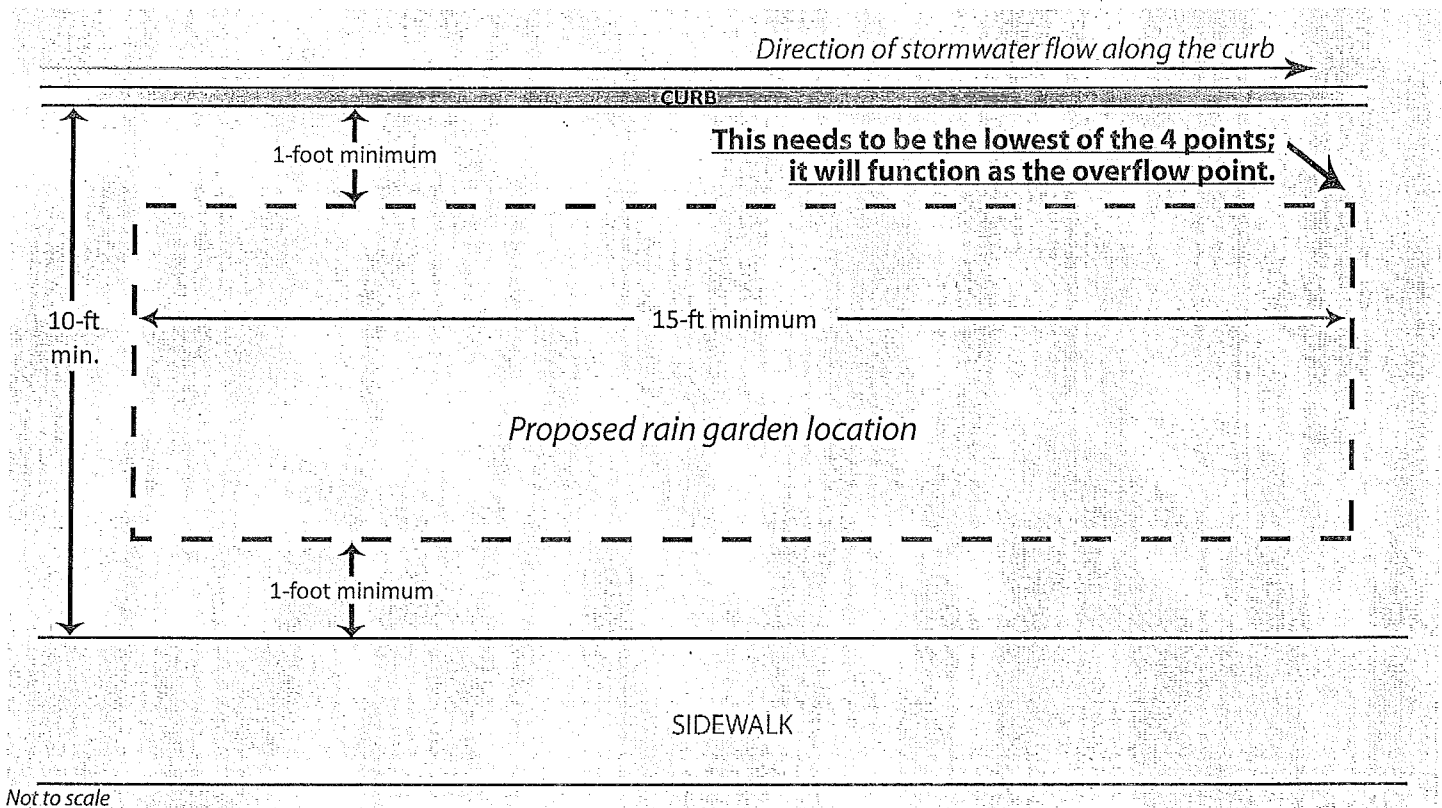 Direction of stormwater flow along the curb
CURB
1-foot minimum
This needs to be the lowest of the 4 points;
it will function as the overflow point.
10-ft
min.
15-ft minimum
Proposed rain garden location
1-foot minimum
SIDEWALK
Not to scale